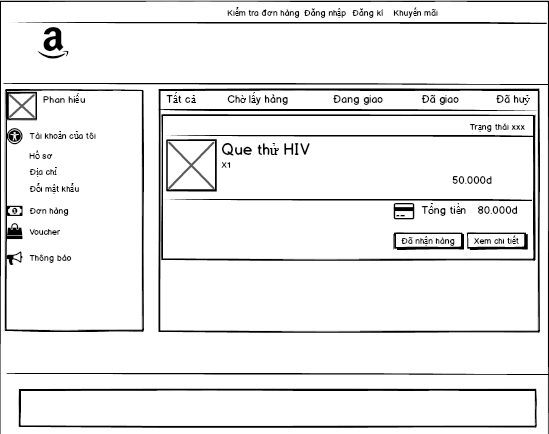 Kiểm tra đơn hàng Đăng nhập Đăng kí Khuyến mãi
a
Phan hiếu
Tài khoản của tôi
Hồ sơ
Địa chỉ
Đổi mật khẩu
Đơn hàng
Voucher
Thông báo
Tất cả Chờ lấy hàng Đang giao Đã giao Đã huỷ
Trạng thái xxx
Que thử HIV
X1
50.000đ
Tổng tiền 80.000đ
Đã nhận hàng Xem chi tiết